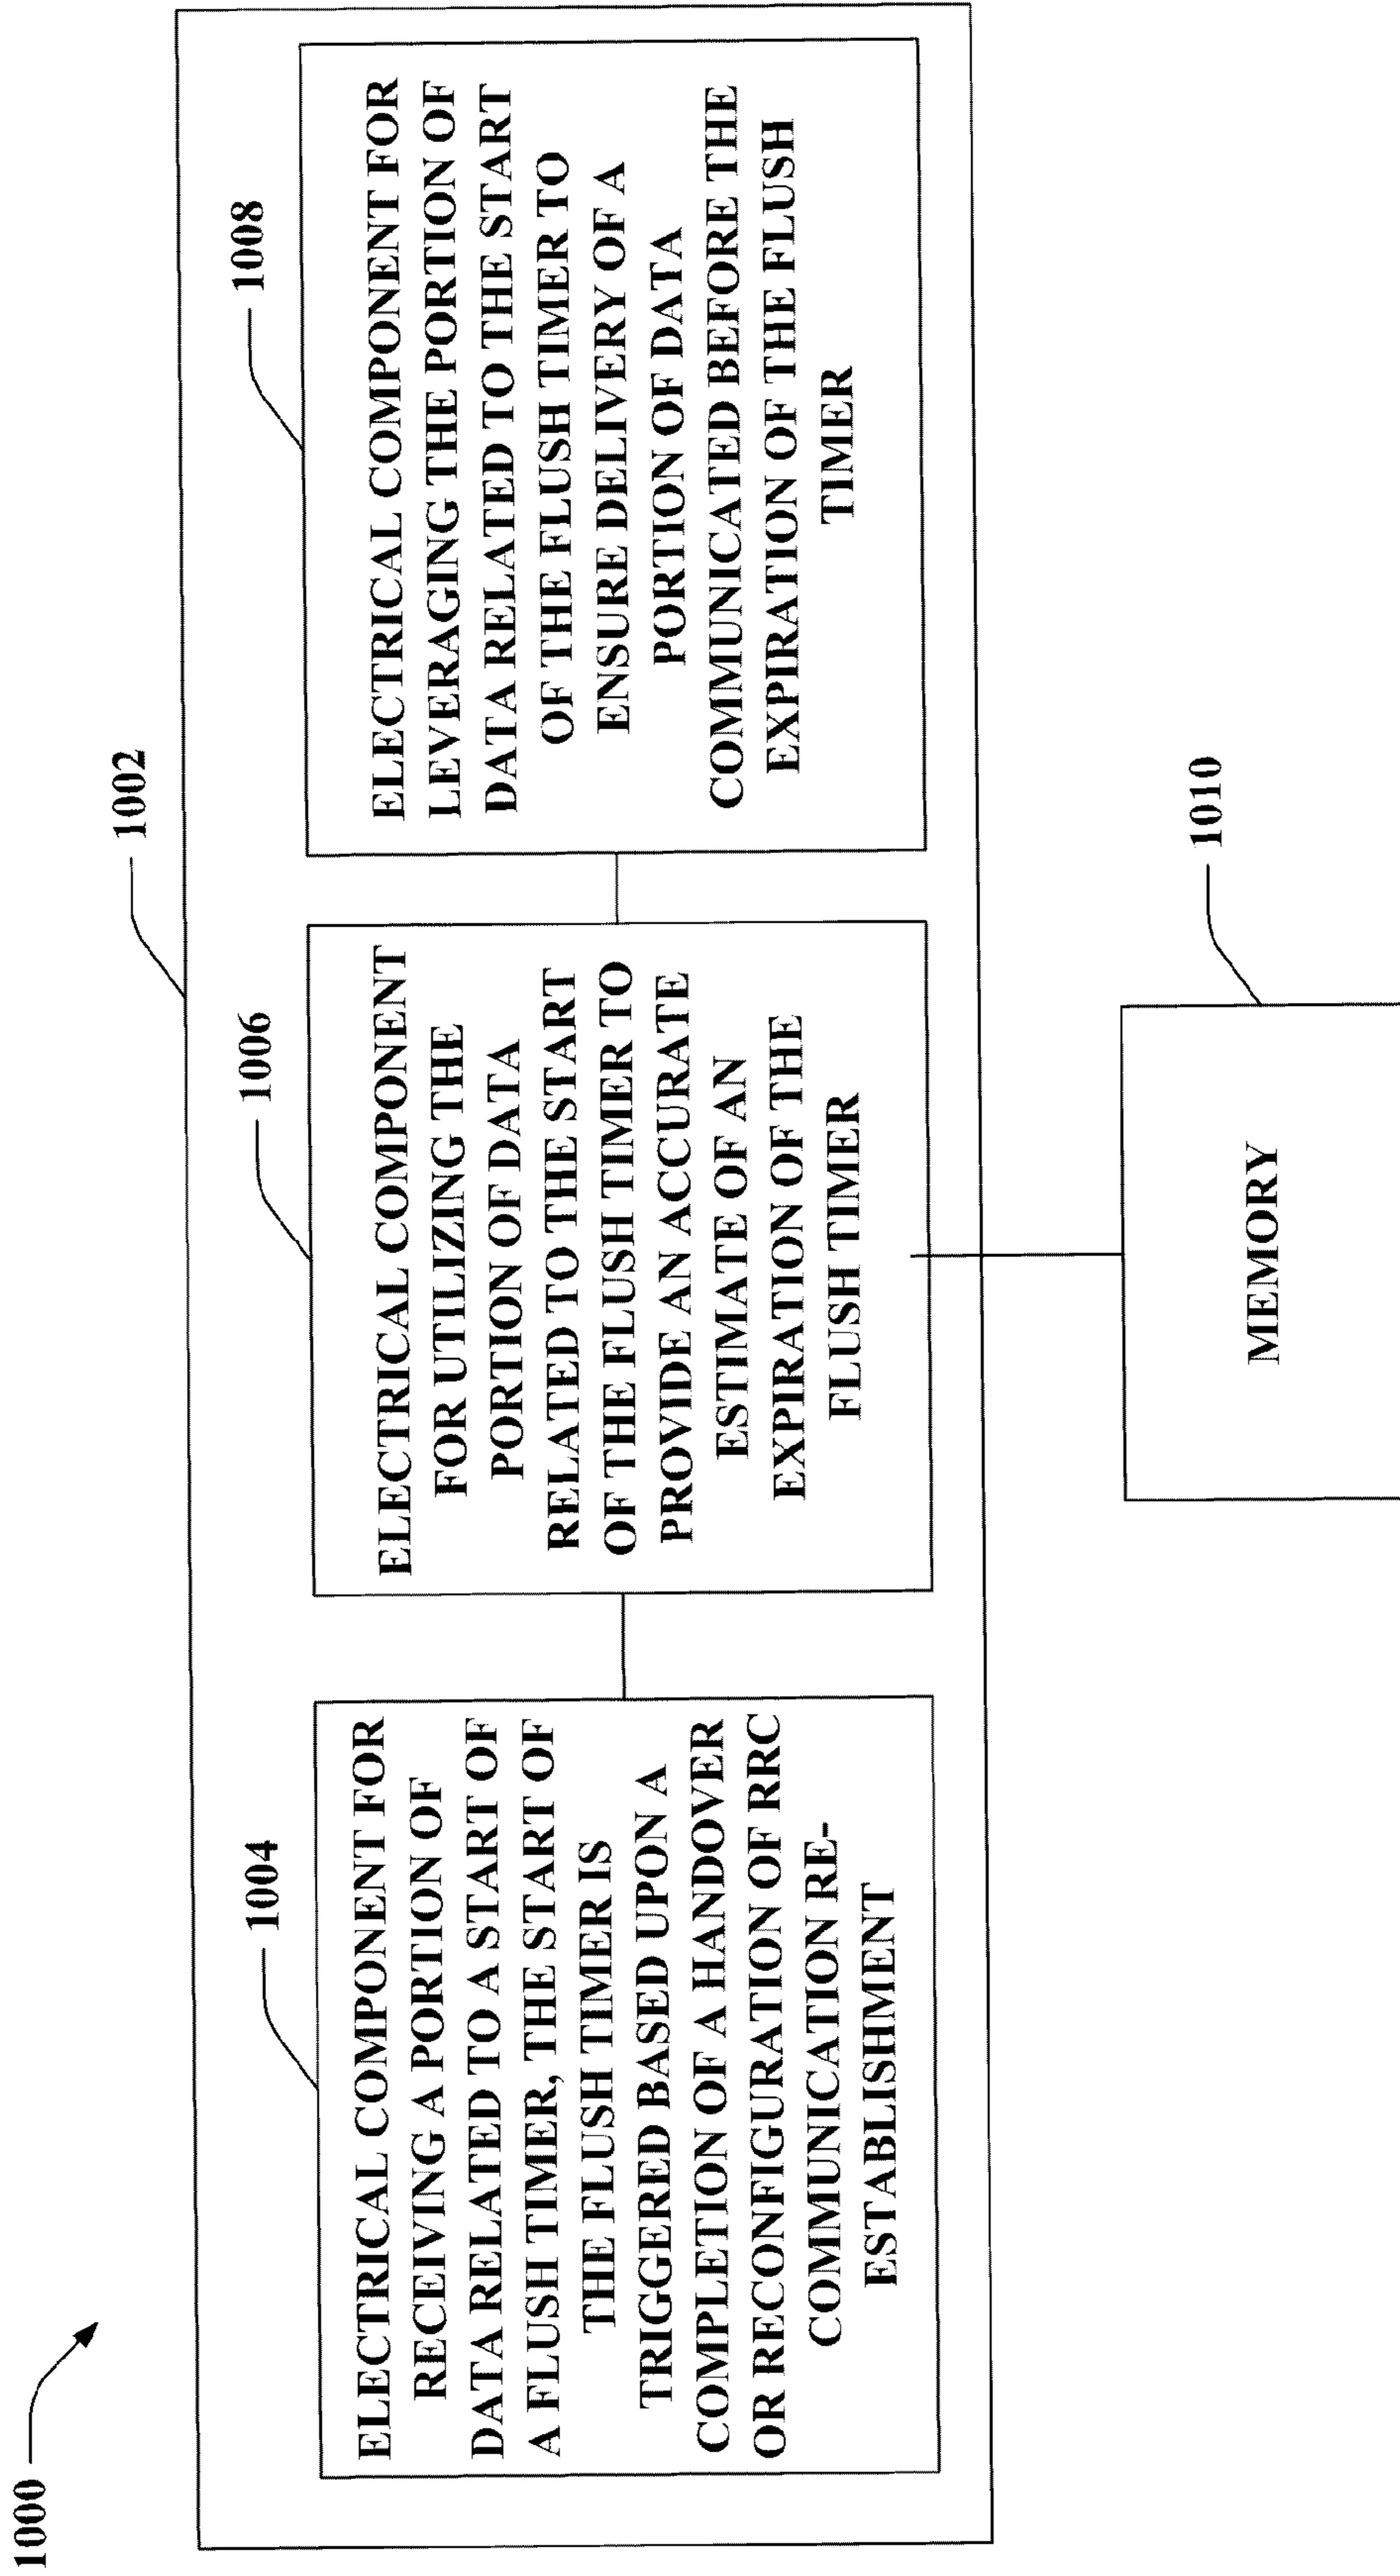 1000
1002
1004
ELECTRICAL COMPONENT FOR
RECEIVING A PORTION OF
DATA RELATED TO A START OF
A FLUSH TIMER, THE START OF
THE FLUSH TIMER IS
TRIGGERED BASED UPON A
COMPLETION OF A HANDOVER
OR RECONFIGURATION OF RRC
COMMUNICATION RE-
ESTABLISHMENT
1006
ELECTRICAL COMPONENT
FOR UTILIZING THE
PORTION OF DATA
RELATED TO THE START
OF THE FLUSH TIMER TO
PROVIDE AN ACCURATE
ESTIMATE OF AN
EXPIRATION OF THE
FLUSH TIMER
1008
ELECTRICAL COMPONENT FOR
LEVERAGING THE PORTION OF
DATA RELATED TO THE START
OF THE FLUSH TIMER TO
ENSURE DELIVERY OF A
PORTION OF DATA
COMMUNICATED BEFORE THE
EXPIRATION OF THE FLUSH
TIMER
1010
MEMORY